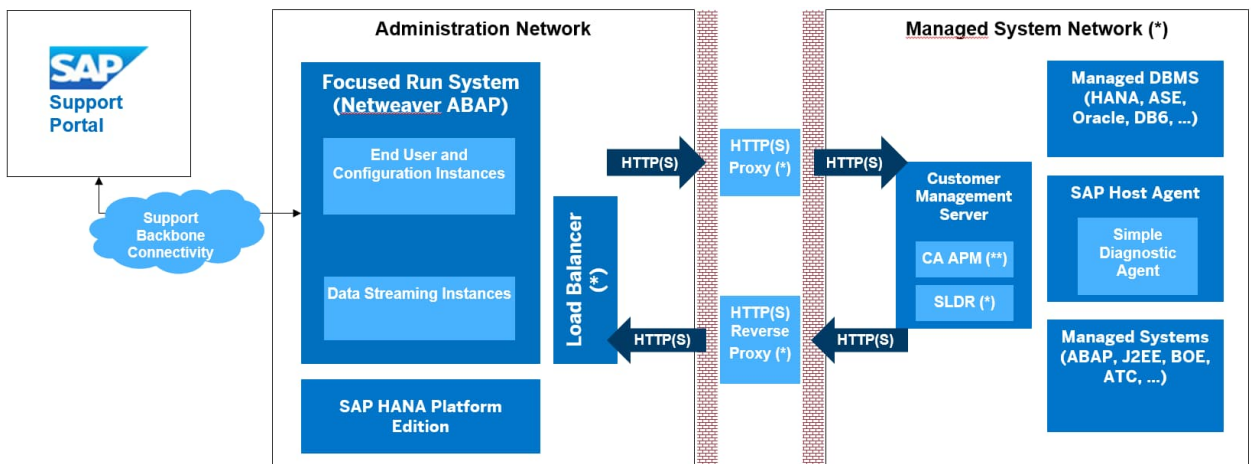 SAP
Support
Portal
Support
Backbone
Connectivity
Administration Network
Focused Run System
(Netweaver ABAP)
End User and
Configuration Instances
Data Streaming Instances
Load Balancer
(*)
SAP HANA Platform
Edition
HTTP(S)
HTTP(S)
Proxy (*)
HTTP(S)
HTTP(S)
HTTP(S)
Reverse
Proxy (*)
HTTP(S)
Managed System Network (*)
Customer
Management
Server
CA APM (**)
SLDR (*)
Managed DBMS
(HANA, ASE,
Oracle, DB6, ...)
SAP Host Agent
Simple
Diagnostic
Agent
Managed Systems
(ABAP, J2EE, BOE,
ATC, ...)